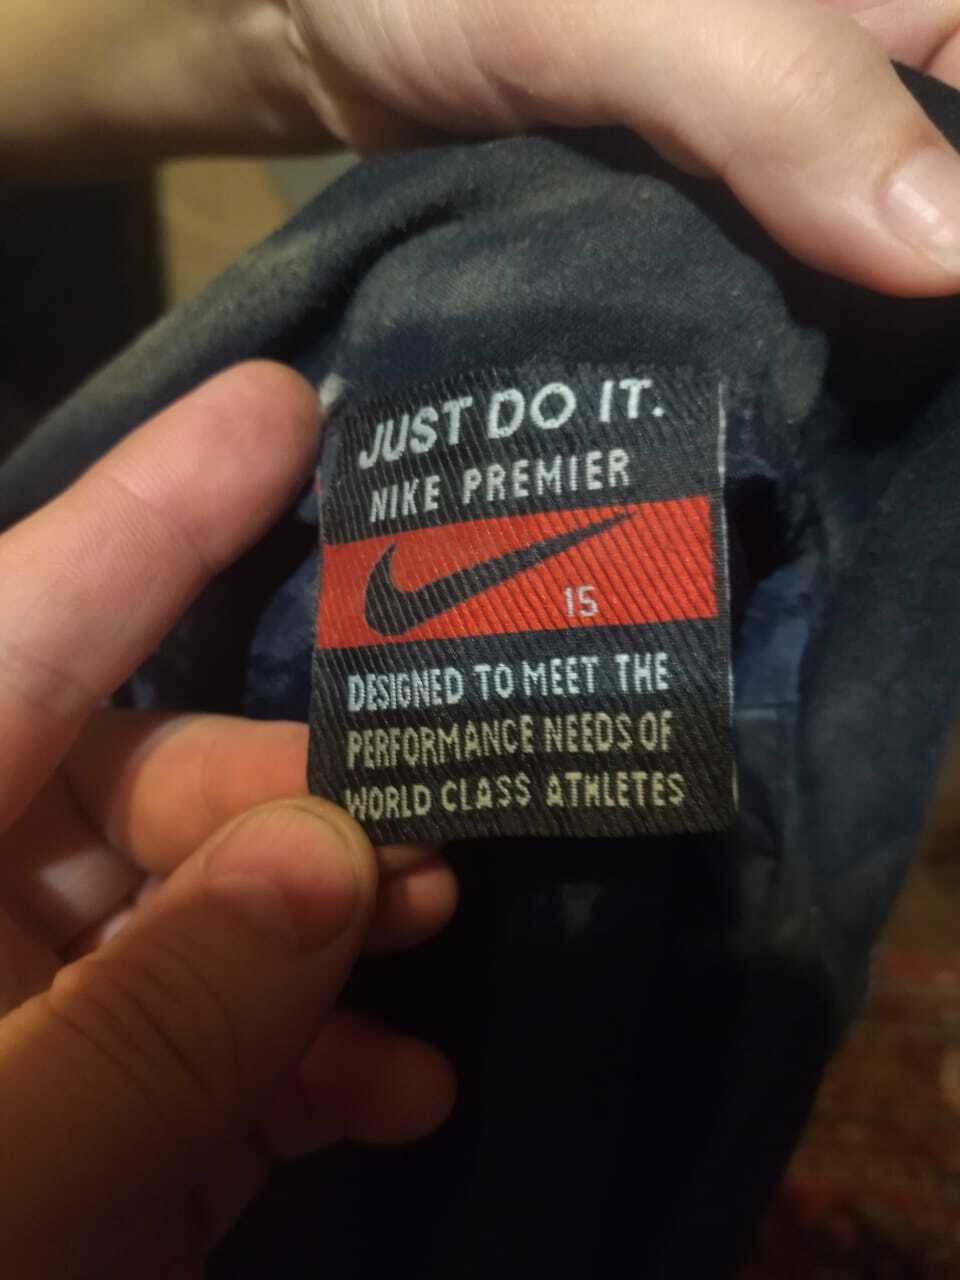 JUST DO IT.
NIKE PREMIER
15
DESIGNED TO MEET THE
PERFORMANCE NEEDS OF
WORLD CLASS ATHLETES